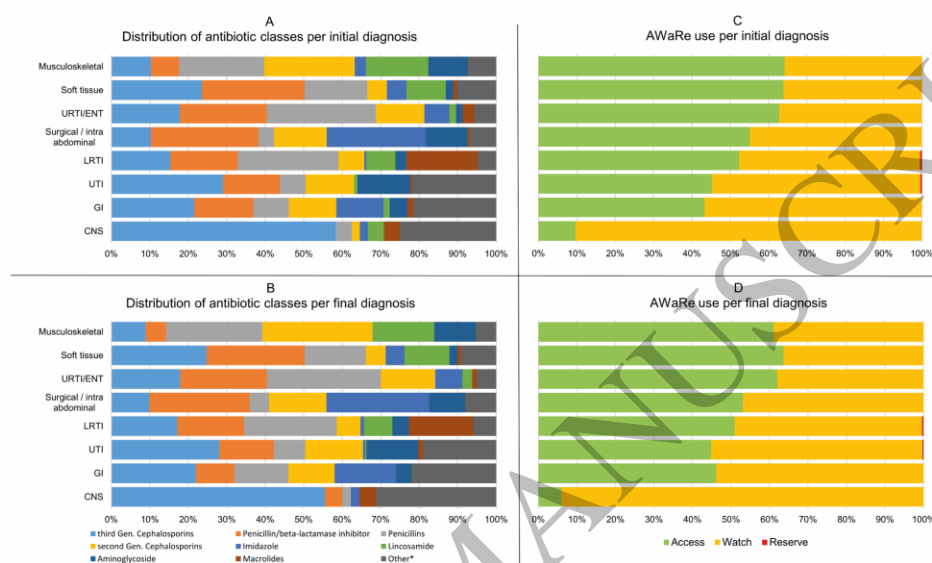 A
Distribution of antibiotic classes per initial diagnosis
Musculoskeletal
Soft tissue
URTI/ENT
Surgical / intra
abdominal
LRTI
UTI
GI
CNS
0% 10% 20% 30% 40% 50% 60% 70% 80% 90% 100%
C
AWaRe use per initial diagnosis
0% 10% 20% 30% 40% 50% 60% 70% 80% 90% 100%
B
Distribution of antibiotic classes per final diagnosis
Musculoskeletal
Soft tissue
URTI/ENT
Surgical / intra
abdominal
LRTI
UTI
GI
CNS
0% 10% 20% 30% 40% 50% 60% 70% 80% 90% 100%
third Gen. Cephalosporins Penicillin/beta-lactamase inhibitor Penicillins
second Gen. Cephalosporins Imidazole Lincosamide
Aminoglycoside Macrolides Other*
D
AWaRe use per final diagnosis
0% 10% 20% 30% 40% 50% 60% 70% 80% 90% 100%
Access Watch Reserve
MANUSCRI